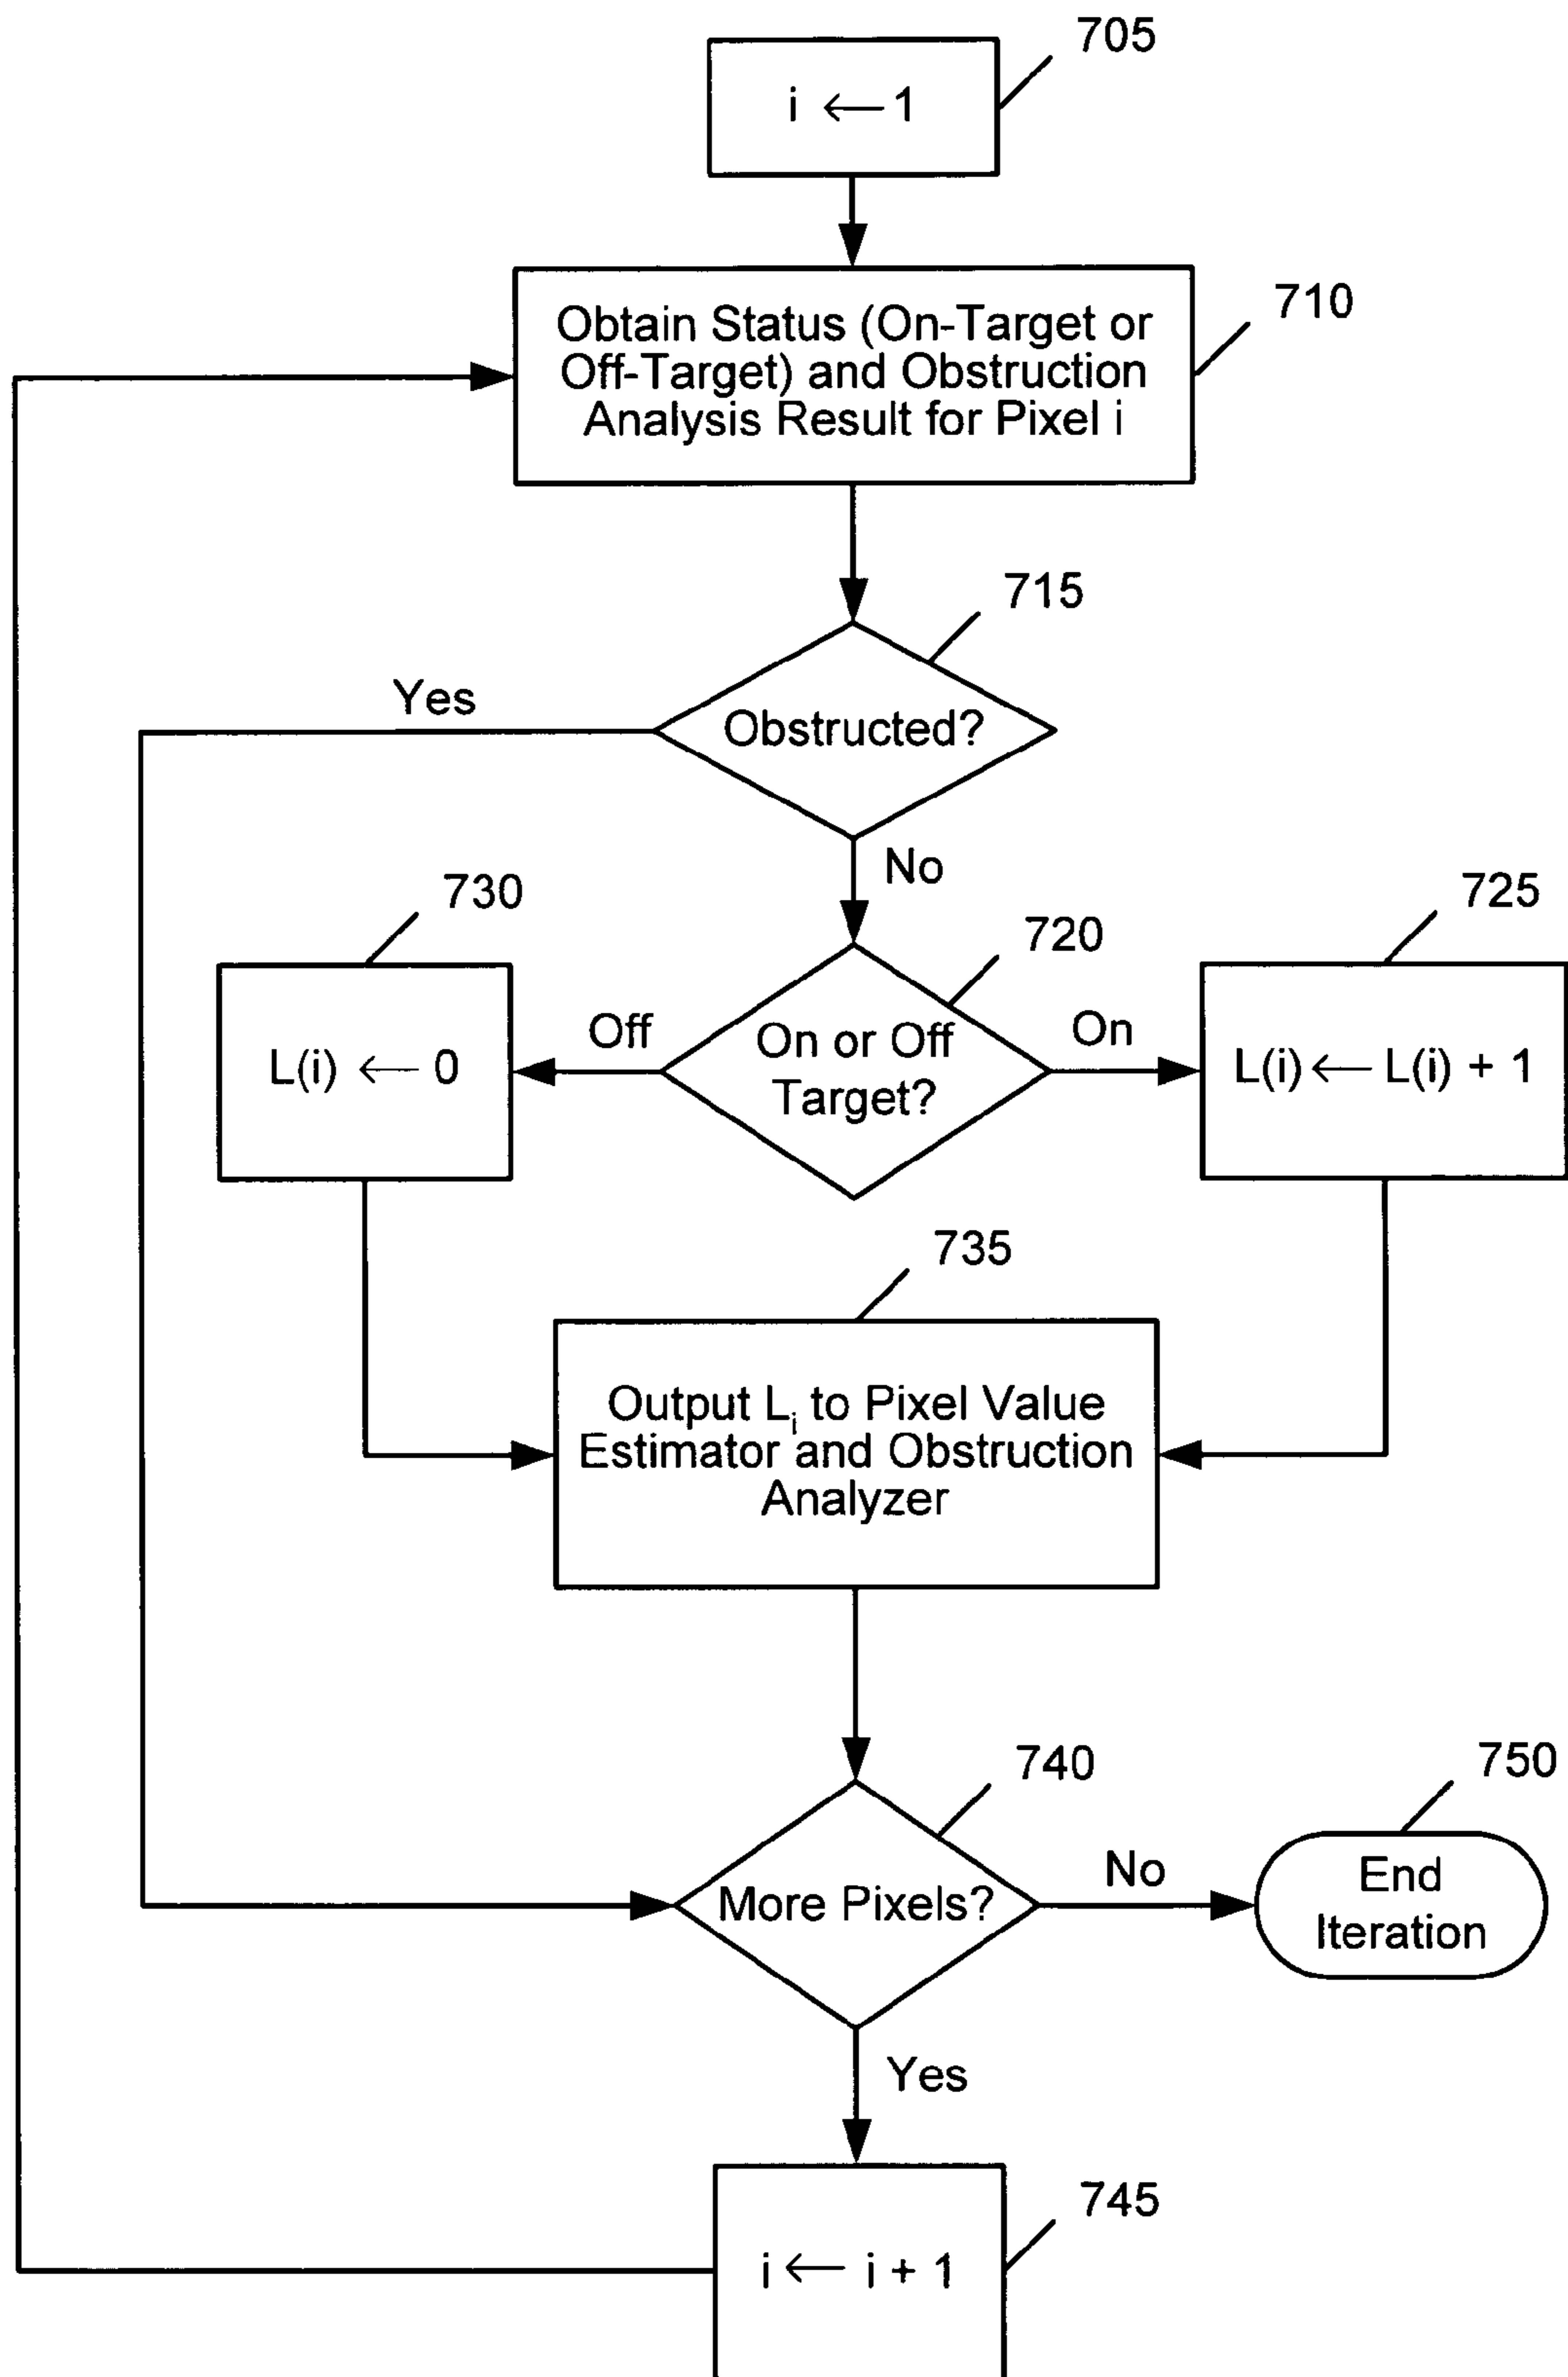 705
i ← 1
710
Obtain Status (On-Target or
Off-Target) and Obstruction
Analysis Result for Pixel i
715
Yes
Obstructed?
No
730
720
725
Off
On or Off
Target?
On
L(i) ← 0
L(i) ← L(i) + 1
735
Output Li to Pixel Value
Estimator and Obstruction
Analyzer
740
750
More Pixels?
No
End
Iteration
Yes
745
i ← i + 1